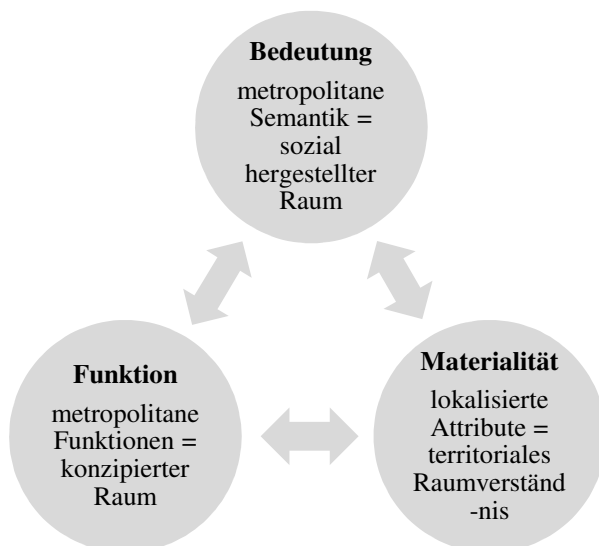 Bedeutung
metropolitane
Semantik =
sozial
hergestellter
Raum
Funktion
metropolitane
Funktionen =
konzipierter
Raum
Materialität
lokalisierte
Attribute =
territoriales
Raumverständ
-nis